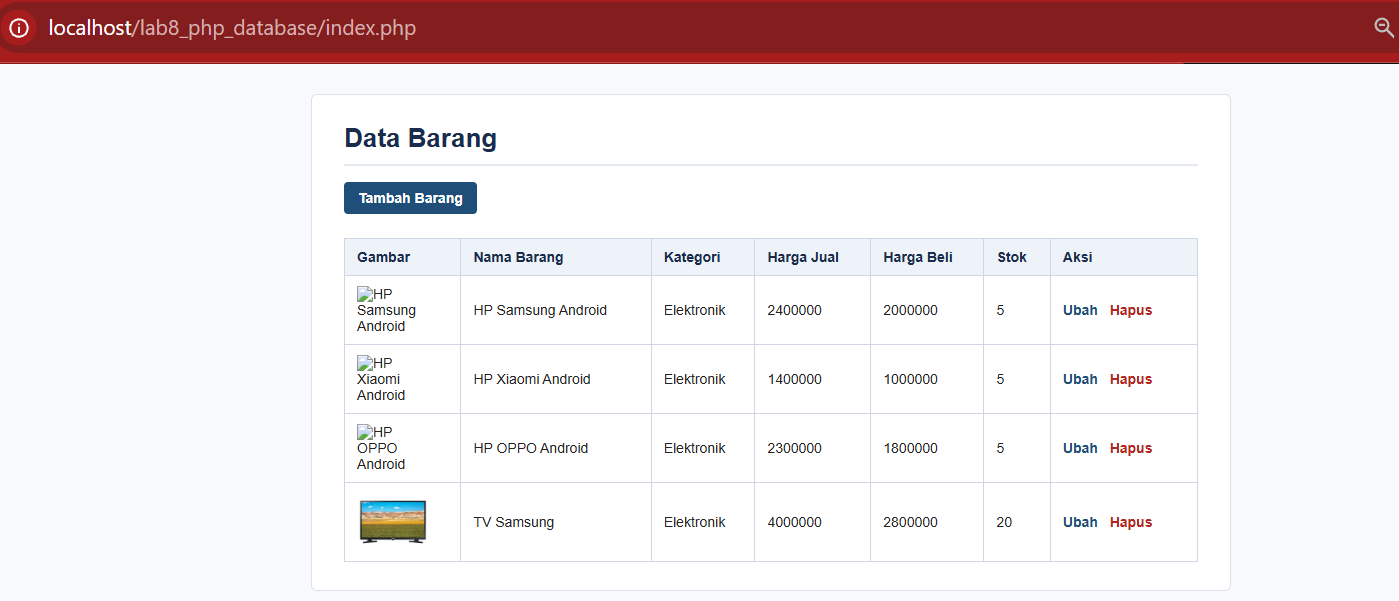 localhost/lab8_php_database/index.php
Data Barang
Tambah Barang
Gambar Nama Barang Kategori Harga Jual Harga Beli Stok Aksi
HP
Samsung
Android
HP Samsung Android Elektronik 2400000 2000000 5 Ubah Hapus
HP
Xiaomi
Android
HP Xiaomi Android Elektronik 1400000 1000000 5 Ubah Hapus
HP
OPPO
Android
HP OPPO Android Elektronik 2300000 1800000 5 Ubah Hapus
TV Samsung Elektronik 4000000 2800000 20 Ubah Hapus